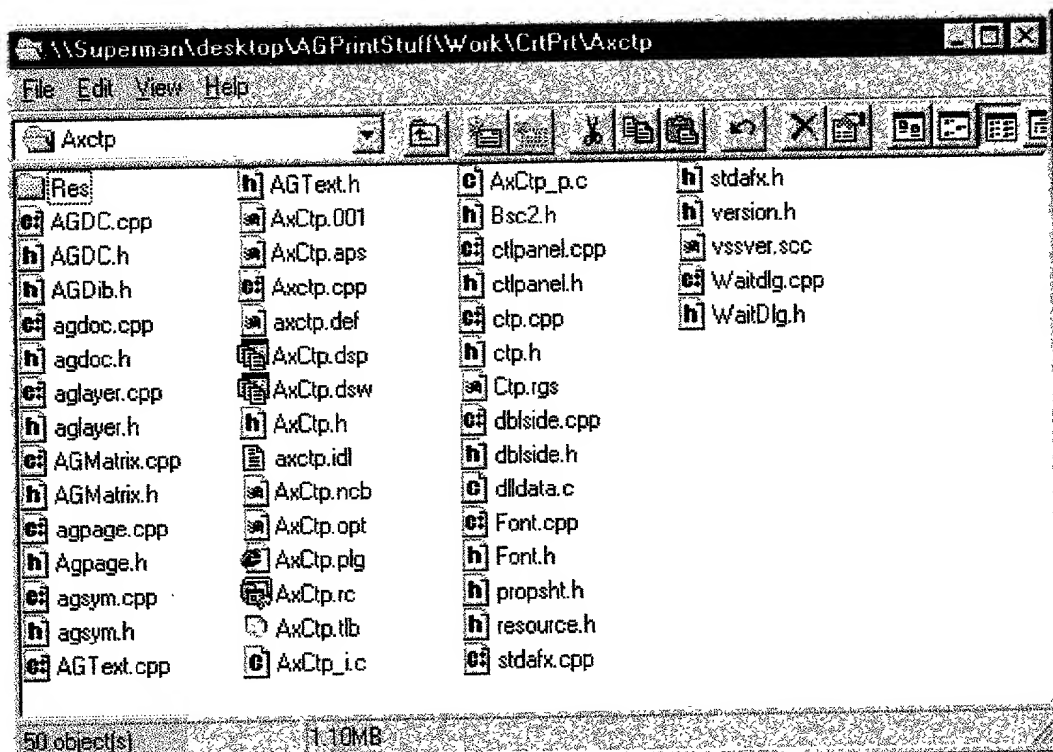 \\Superman\desktop\AGPrintStuff\Work\CrtPrt\Axctp
File Edit View Help
Axctp
Res
AGDC.cpp
AGDC.h
AGDib.h
agdoc.cpp
agdoc.h
aglayer.cpp
aglayer.h
AGMatrix.cpp
AGMatrix.h
agpage.cpp
Agpage.h
agsym.cpp
agsym.h
AGText.cpp
AGText.h
AxCtp.001
AxCtp.aps
Axctp.cpp
axctp.def
AxCtp.dsp
AxCtp.dsw
AxCtp.h
axctp.idl
AxCtp.ncb
AxCtp.opt
AxCtp.plg
AxCtp.rc
AxCtp.tlb
AxCtp_i.c
AxCtp_p.c
Bsc2.h
ctlpanel.cpp
ctlpanel.h
ctp.cpp
ctp.h
Ctp.rgs
dblside.cpp
dblside.h
dlldata.c
Font.cpp
Font.h
propsht.h
resource.h
stdafx.cpp
stdafx.h
version.h
vssver.scc
Waitdlg.cpp
WaitDlg.h
50 object(s)
1.10MB